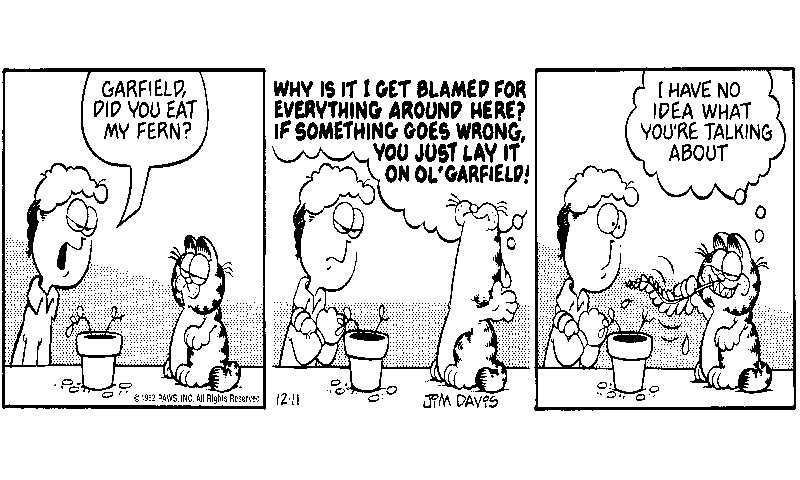 GARFIELD,
DID YOU EAT
MY FERN?
© 1982 PAWS, INC. All Rights Reserved.
WHY IS IT I GET BLAMED FOR
EVERYTHING AROUND HERE?
IF SOMETHING GOES WRONG,
YOU JUST LAY IT
ON OL' GARFIELD!
12·11
JIM DAVIS
I HAVE NO
IDEA WHAT
YOU'RE TALKING
ABOUT